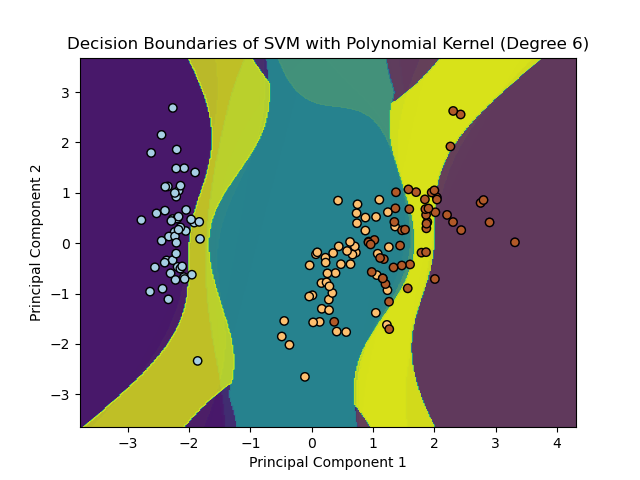 Decision Boundaries of SVM with Polynomial Kernel (Degree 6)
3
2
1
0
−1
−2
−3
Principal Component 2
−3 −2 −1 0 1 2 3 4
Principal Component 1